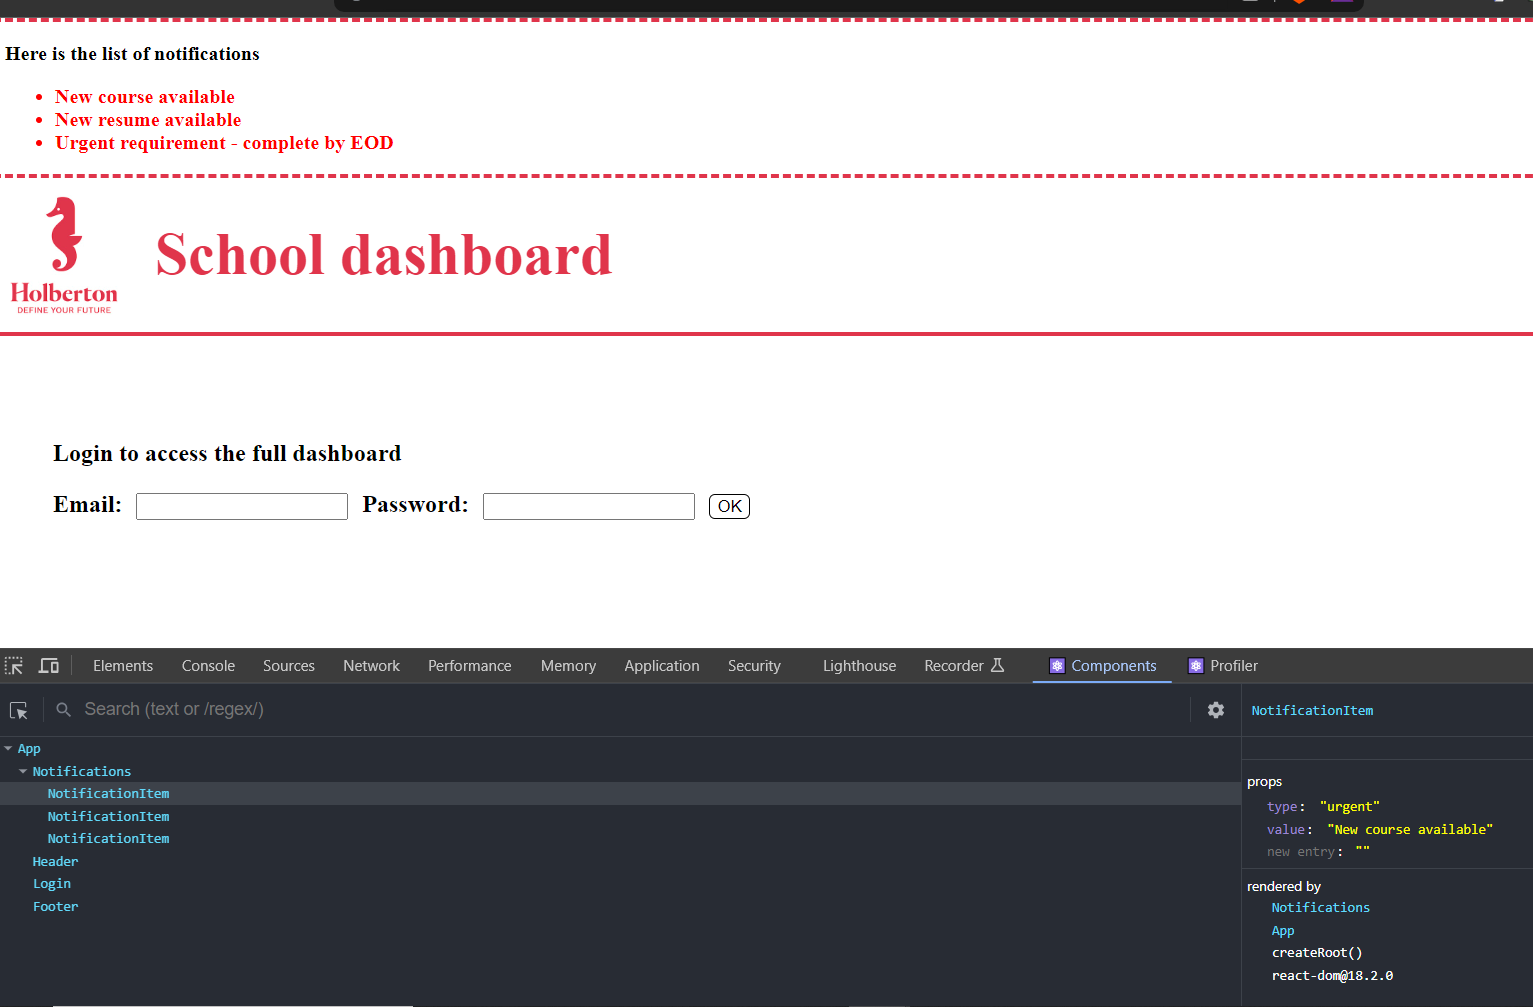 Here is the list of notifications
New course available
New resume available
Urgent requirement - complete by EOD
Holberton
DEFINE YOUR FUTURE
School dashboard
Login to access the full dashboard
Email: Password: OK
Elements Console Sources Network Performance Memory Application Security Lighthouse Recorder Components Profiler
Search (text or /regex/)
NotificationItem
App
Notifications
NotificationItem
NotificationItem
NotificationItem
Header
Login
Footer
props
type: "urgent"
value: "New course available"
new entry: ""
rendered by
Notifications
App
createRoot()
react-dom@18.2.0